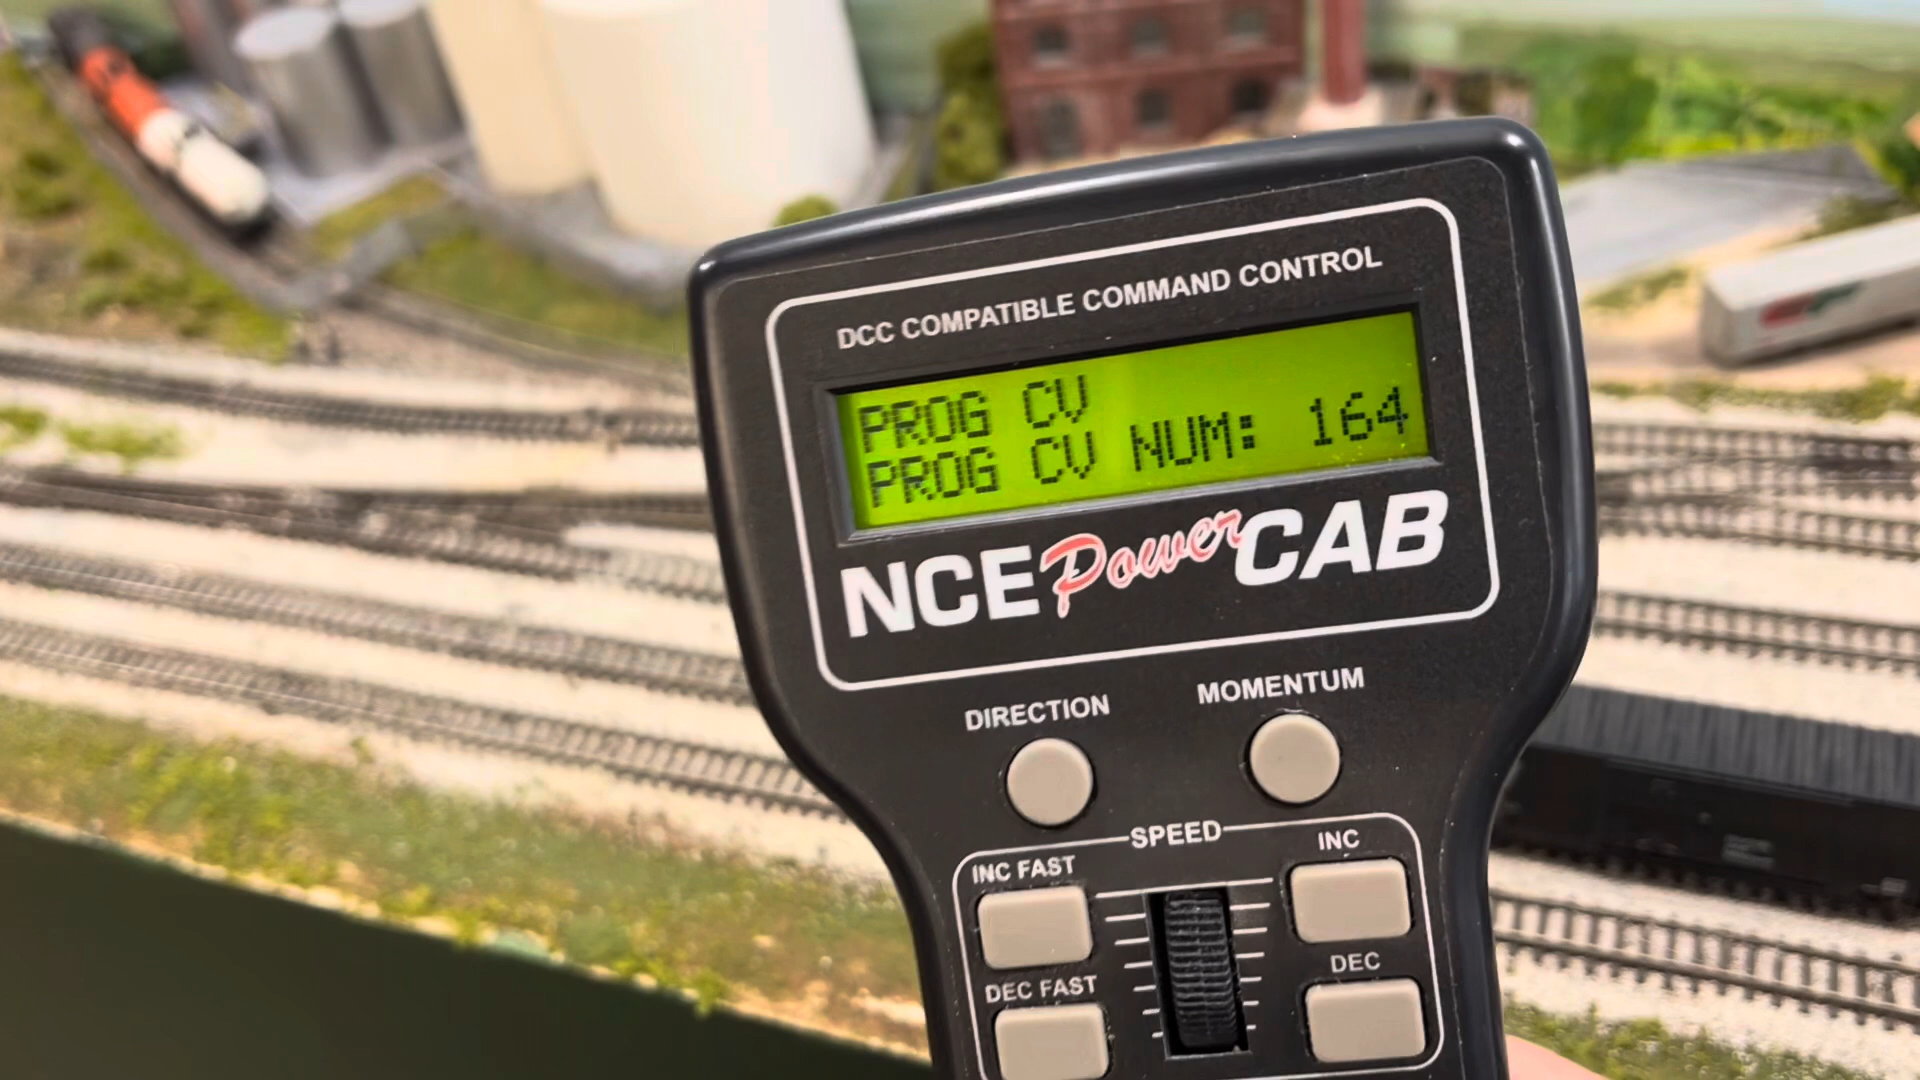 DCC COMPATIBLE COMMAND CONTROL
PROG CV
PROG CV NUM: 164
NCE Power CAB
DIRECTION
MOMENTUM
SPEED
INC FAST
INC
DEC FAST
DEC